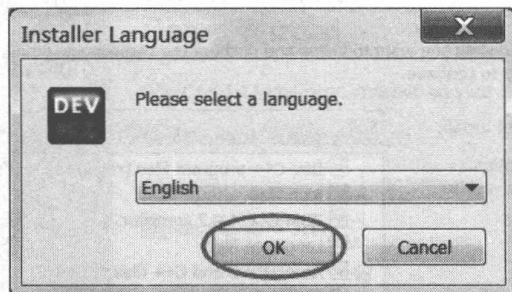 Installer Language
X
DEV
Please select a language.
English
OK
Cancel